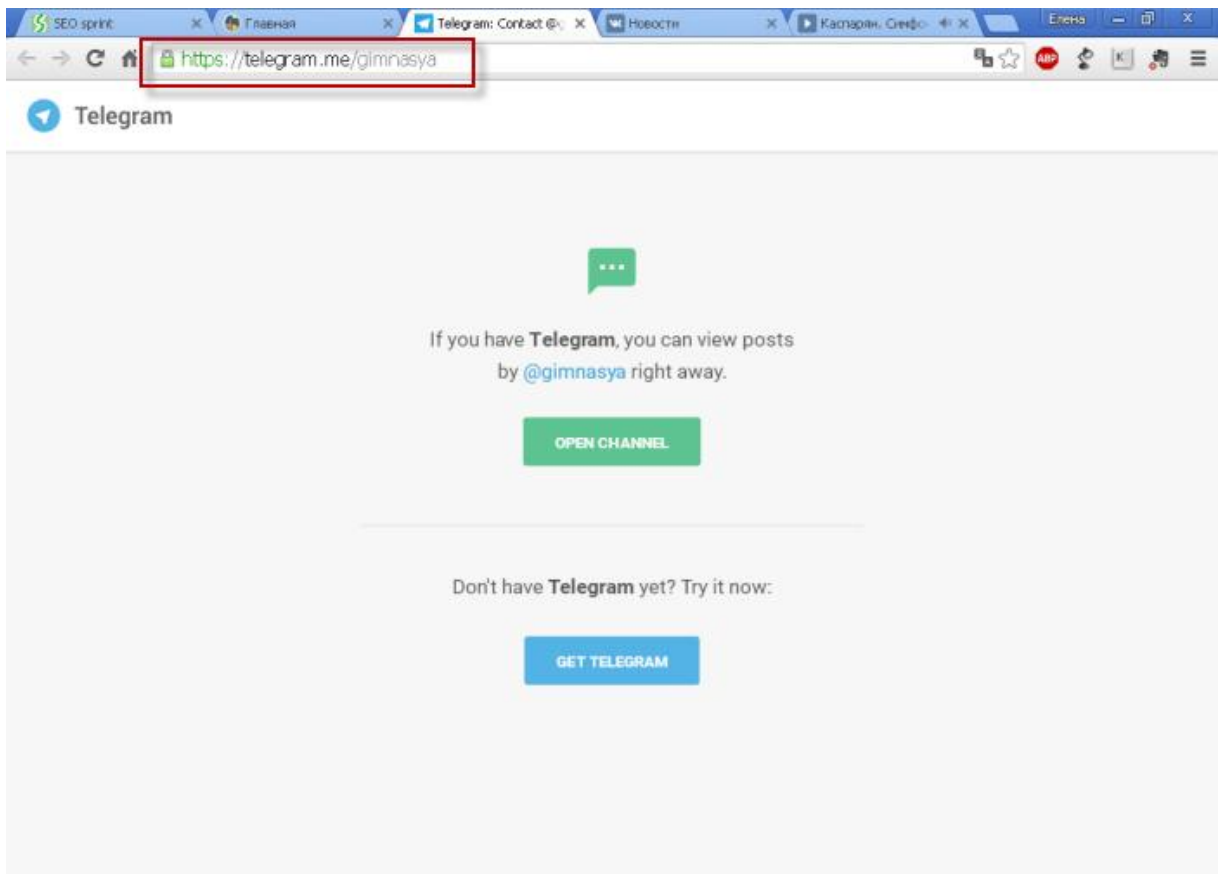 SEO sprint
Главная
Telegram: Contact @g
Новости
Каспарян. Симфо
Елена
https://telegram.me/gimnasya
ABP
K
Telegram
If you have Telegram, you can view posts
by @gimnasya right away.
OPEN CHANNEL
Don't have Telegram yet? Try it now:
GET TELEGRAM